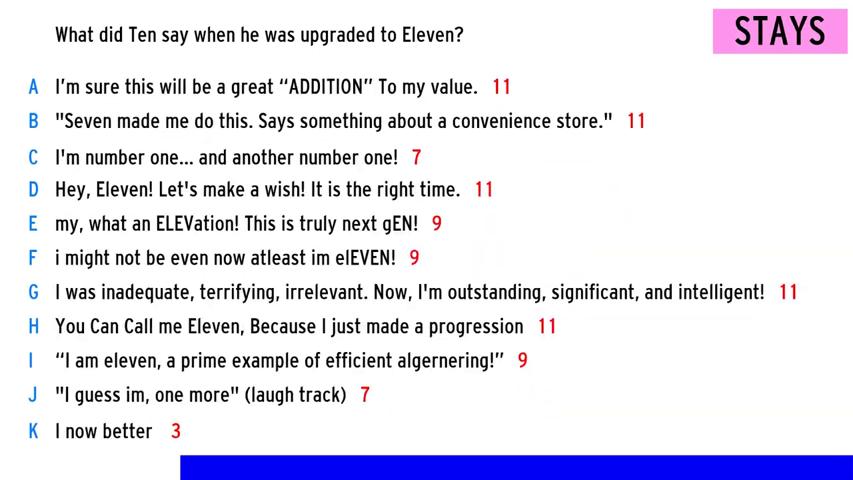 What did Ten say when he was upgraded to Eleven?
STAYS
A I'm sure this will be a great “ADDITION” To my value. 11
B "Seven made me do this. Says something about a convenience store." 11
C I'm number one... and another number one! 7
D Hey, Eleven! Let's make a wish! It is the right time. 11
E my, what an ELEVation! This is truly next gEN! 9
F i might not be even now atleast im elEVEN! 9
G I was inadequate, terrifying, irrelevant. Now, I'm outstanding, significant, and intelligent! 11
H You Can Call me Eleven, Because I just made a progression 11
I “I am eleven, a prime example of efficient algernering!” 9
J "I guess im, one more" (laugh track) 7
K I now better 3